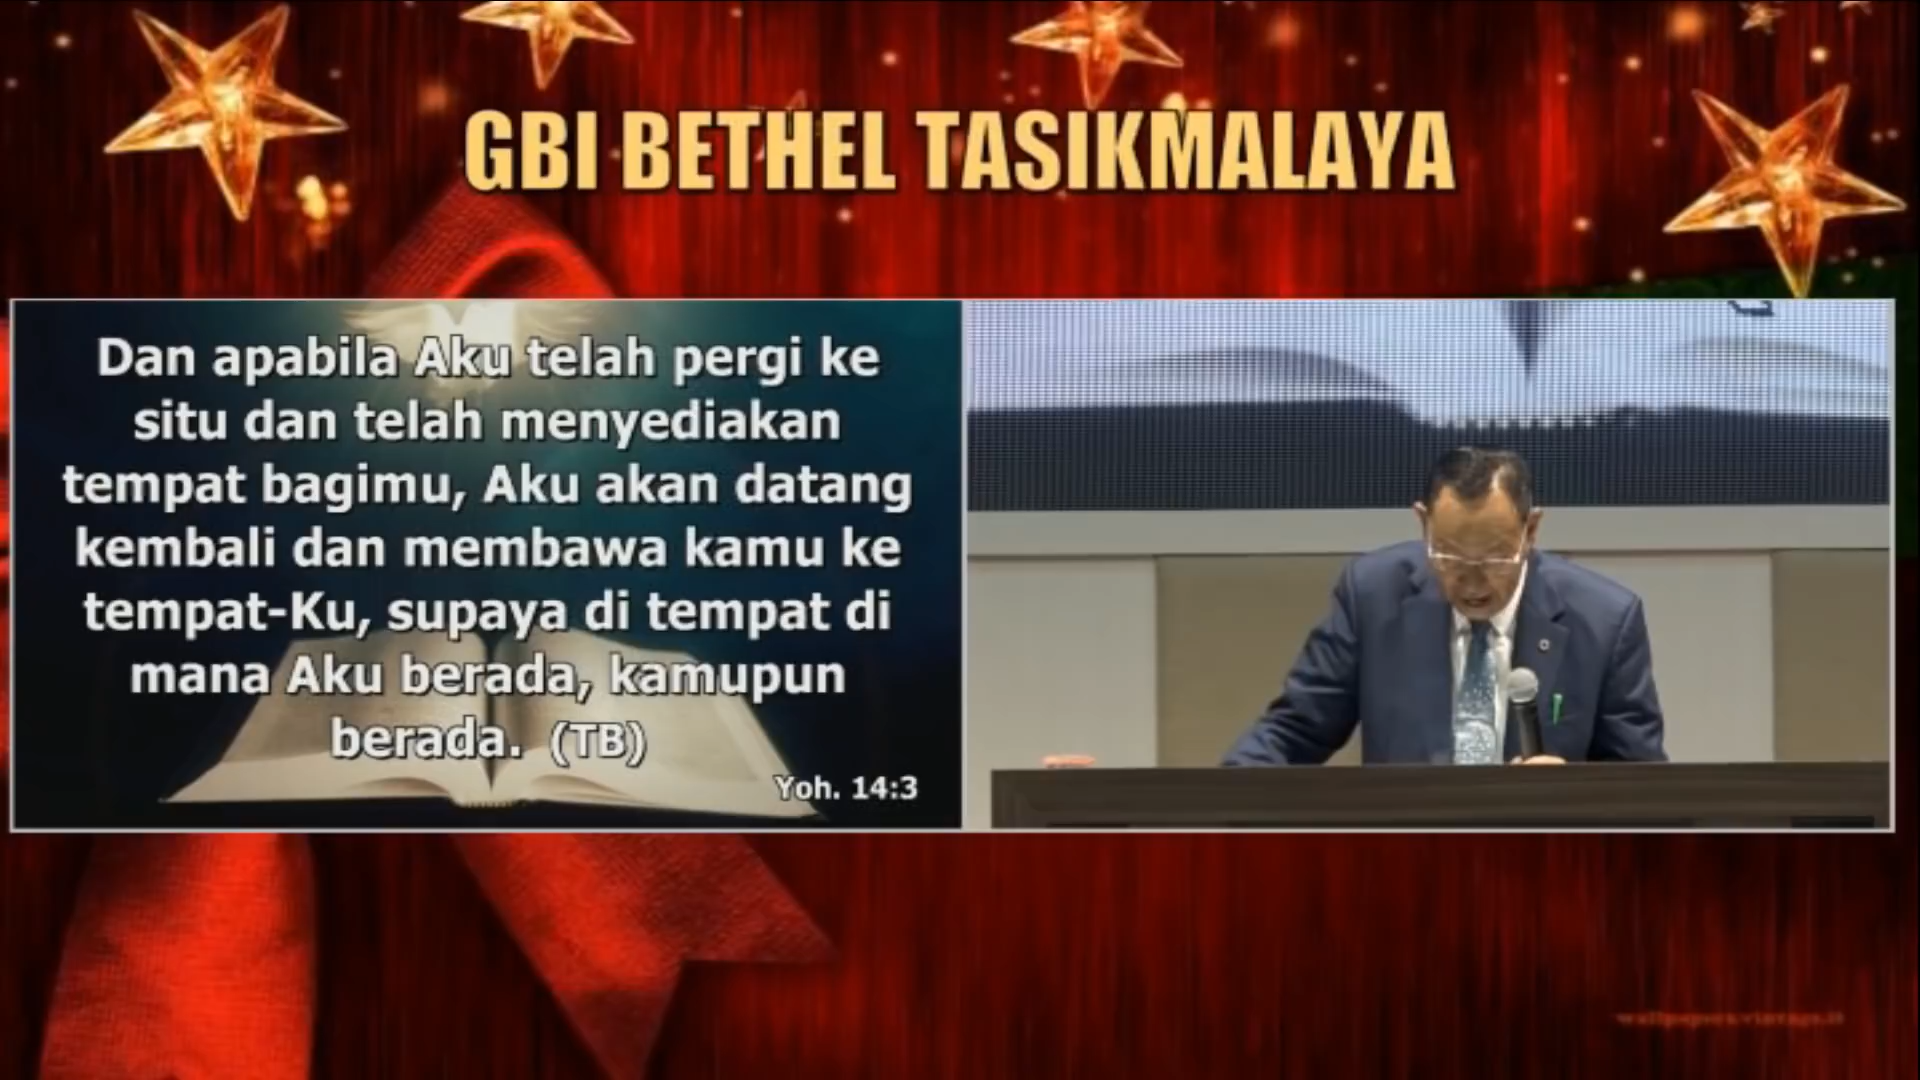 GBI BETHEL TASIKMALAYA
Dan apabila Aku telah pergi ke
situ dan telah menyediakan
tempat bagimu, Aku akan datang
kembali dan membawa kamu ke
tempat-Ku, supaya di tempat di
mana Aku berada, kamupun
berada. (TB)
Yoh. 14:3